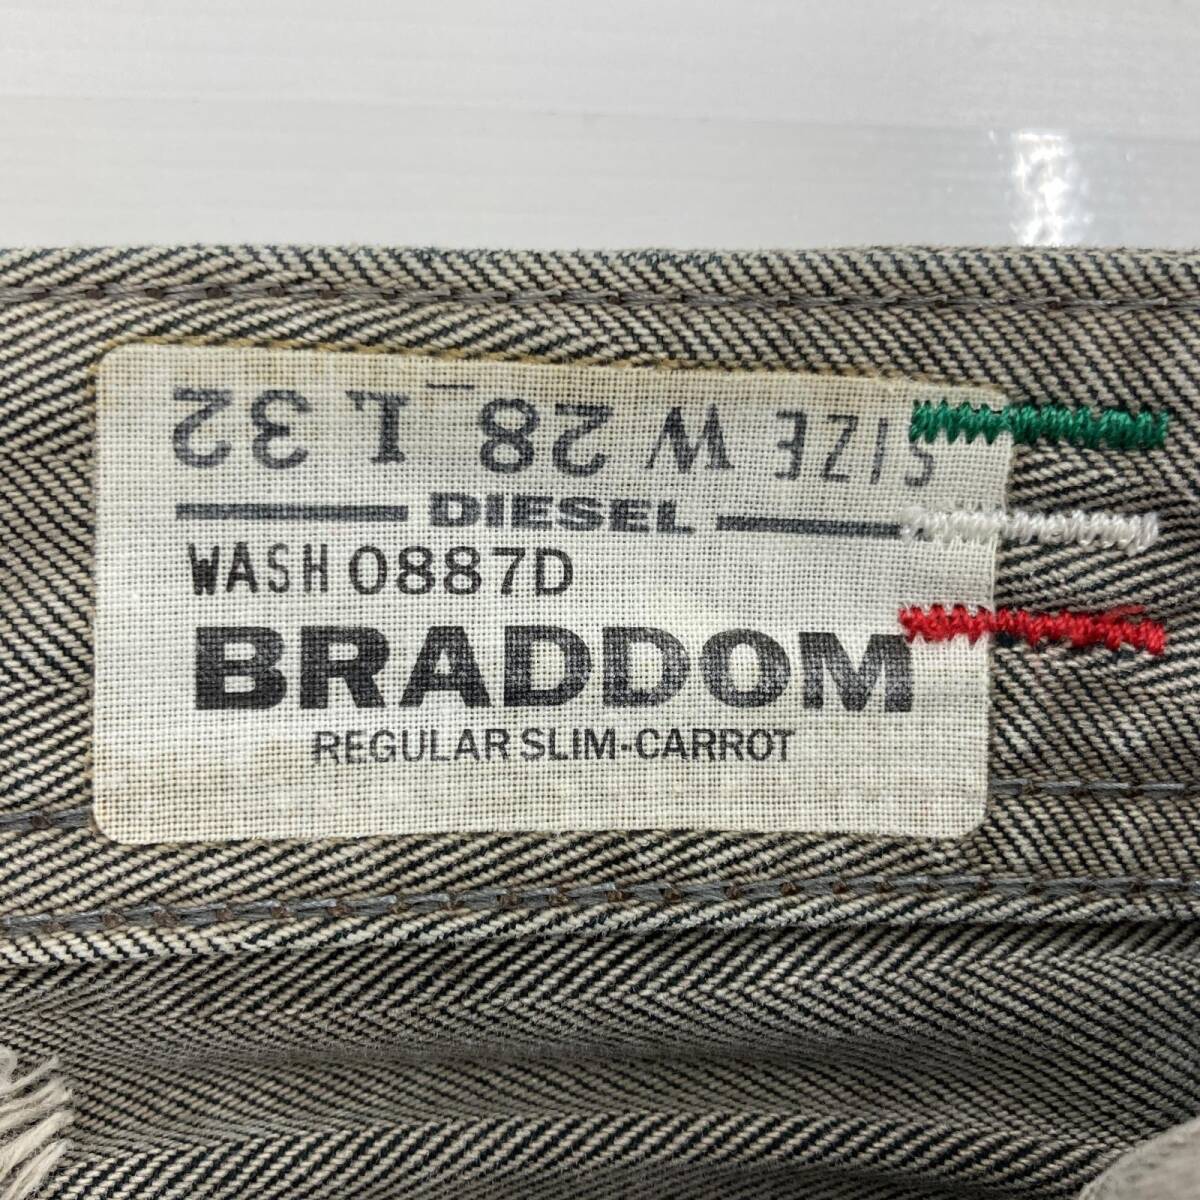 SIZE W 28 L 32
DIESEL
WASH 0887D
BRADDOM
REGULAR SLIM-CARROT